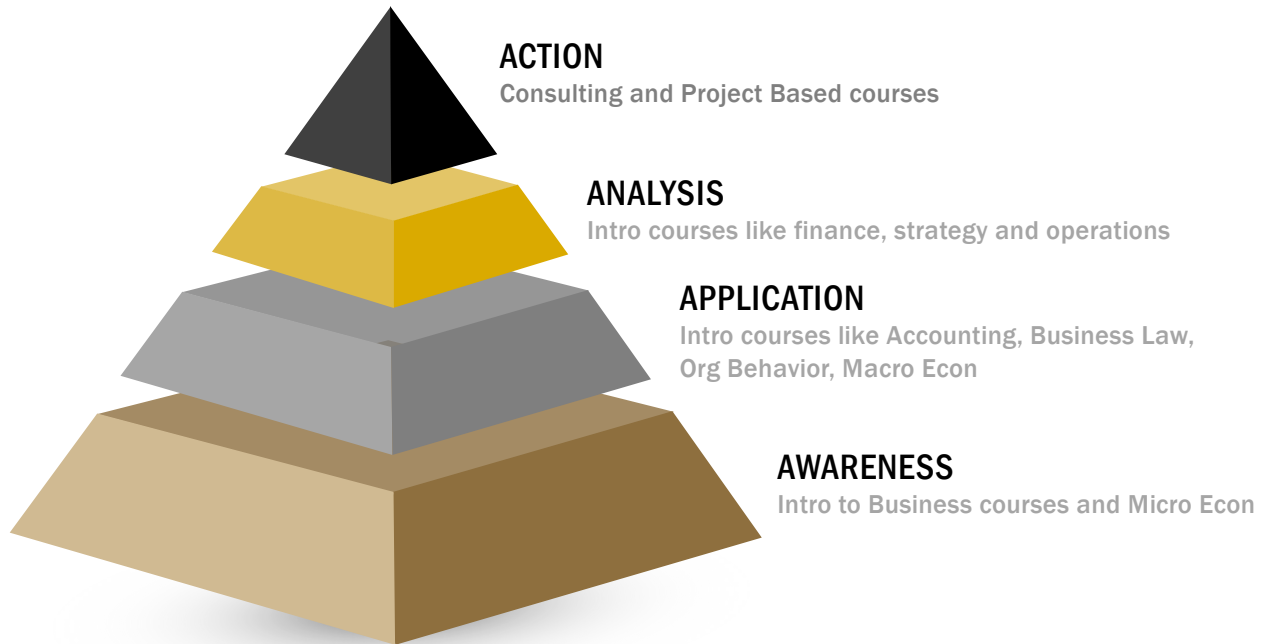 ACTION
Consulting and Project Based courses
ANALYSIS
Intro courses like finance, strategy and operations
APPLICATION
Intro courses like Accounting, Business Law,
Org Behavior, Macro Econ
AWARENESS
Intro to Business courses and Micro Econ